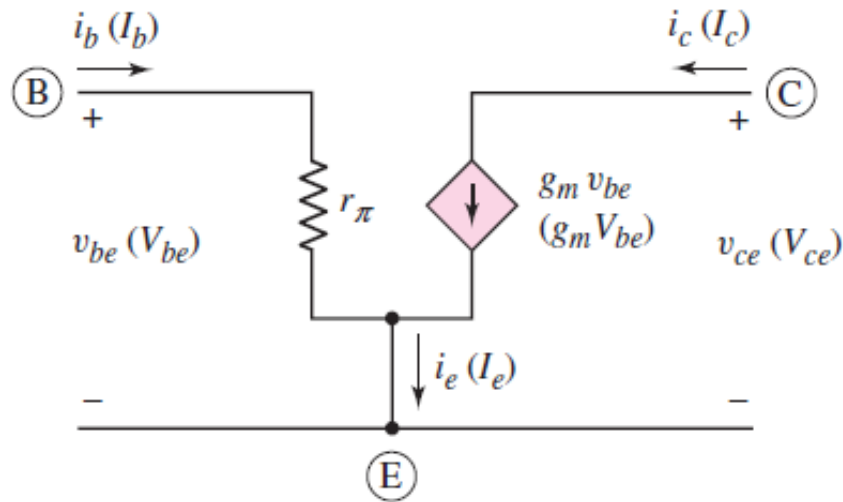 i_b (I_b)
i_c (I_c)
B
C
+
+
r_π
g_m v_be
(g_m V_be)
v_be (V_be)
v_ce (V_ce)
i_e (I_e)
–
–
E